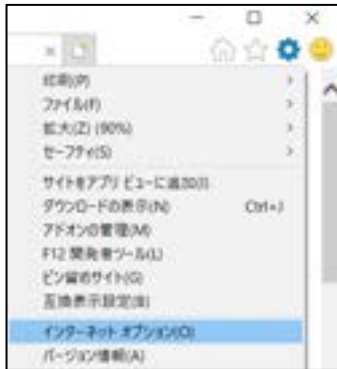 印刷(P)
ファイル(F)
拡大(Z) (90%)
セーフティ(S)
サイトをアプリ ビューに追加(I)
ダウンロードの表示(N) Ctrl+J
アドオンの管理(M)
F12 開発者ツール(L)
ピン留めサイト(G)
互換表示設定(B)
インターネット オプション(O)
バージョン情報(A)